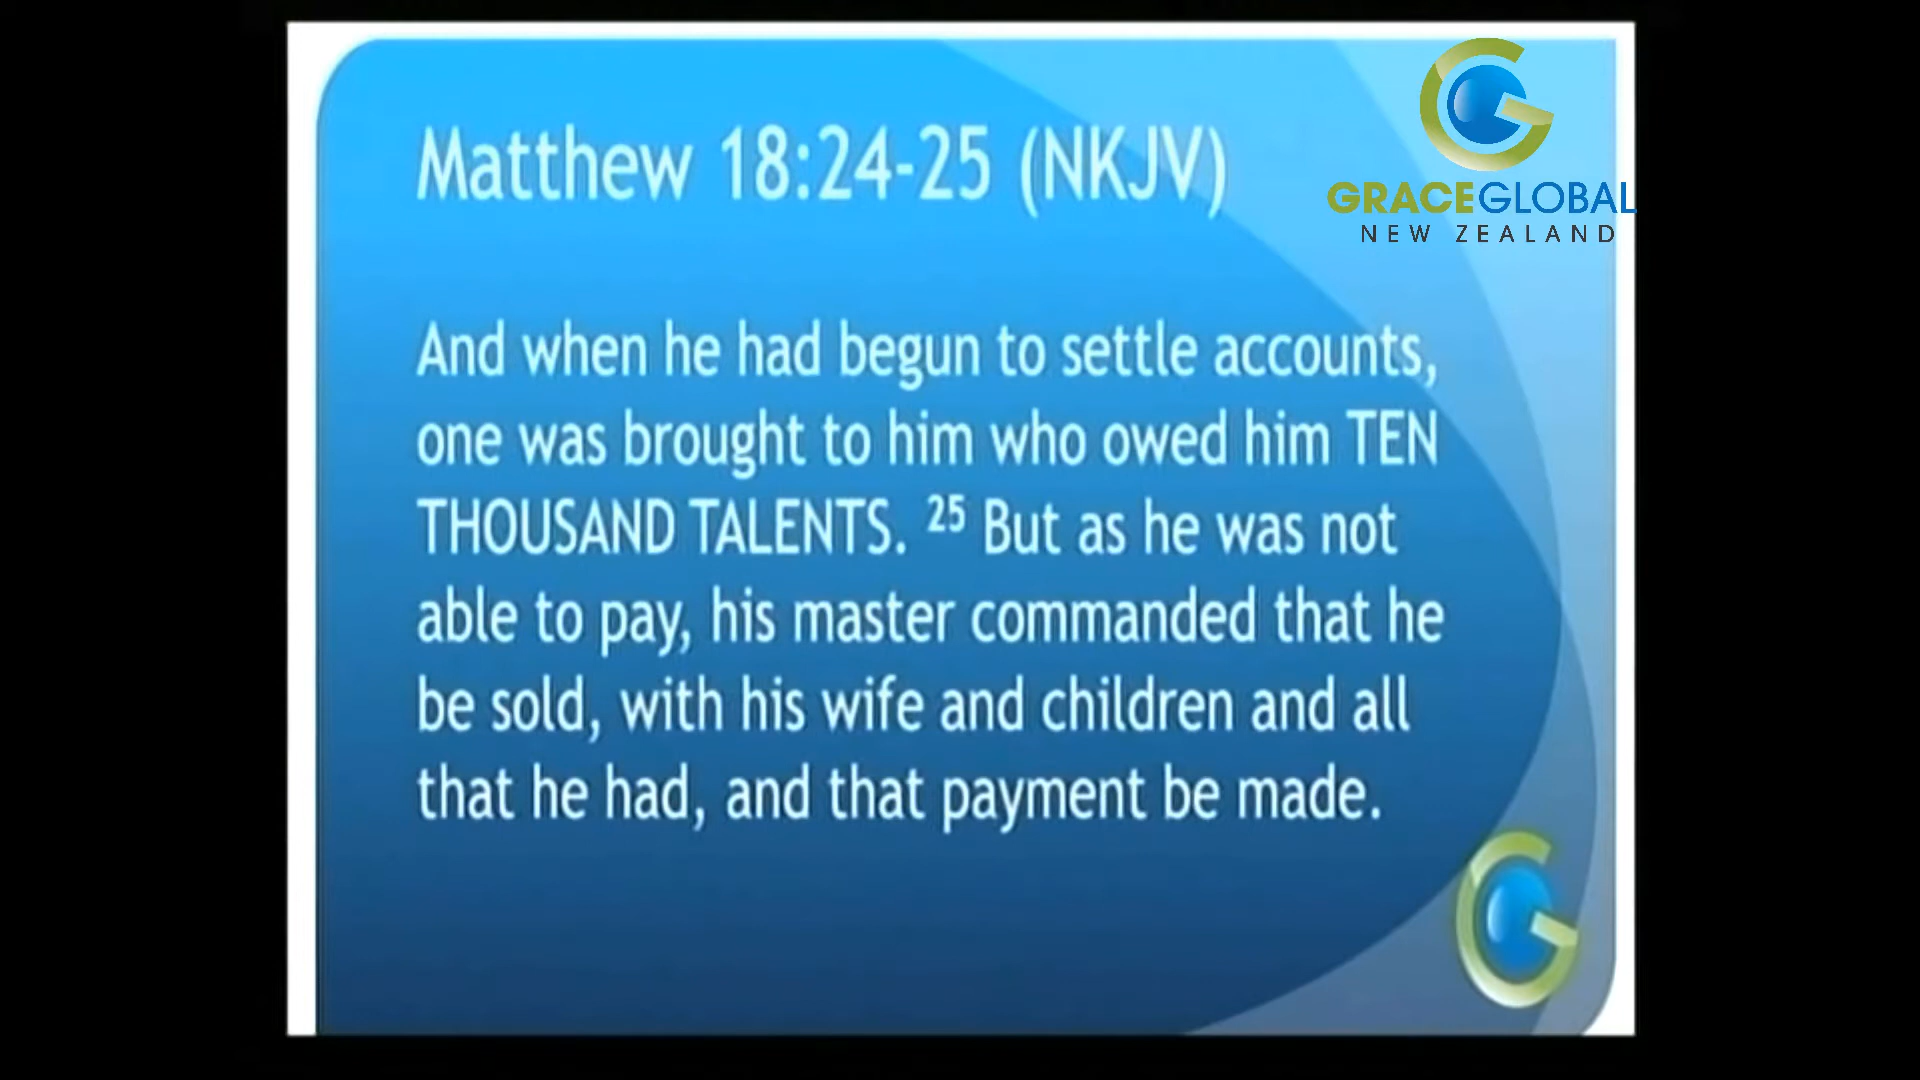 Matthew 18:24-25 (NKJV)
GRACEGLOBAL
NEW ZEALAND
And when he had begun to settle accounts,
one was brought to him who owed him TEN
THOUSAND TALENTS. 25 But as he was not
able to pay, his master commanded that he
be sold, with his wife and children and all
that he had, and that payment be made.